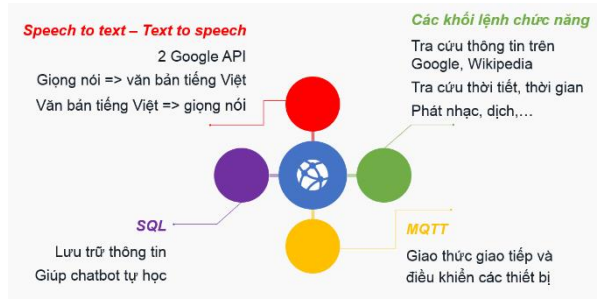 Speech to text – Text to speech
2 Google API
Giọng nói => văn bản tiếng Việt
Văn bản tiếng Việt => giọng nối
Các khối lệnh chức năng
Tra cứu thông tin trên
Google, Wikipedia
Tra cứu thời tiết, thời gian
Phát nhạc, dịch,…
SQL
Lưu trữ thông tin
Giúp chatbot tự học
MQTT
Giao thức giao tiếp và
điều khiển các thiết bị